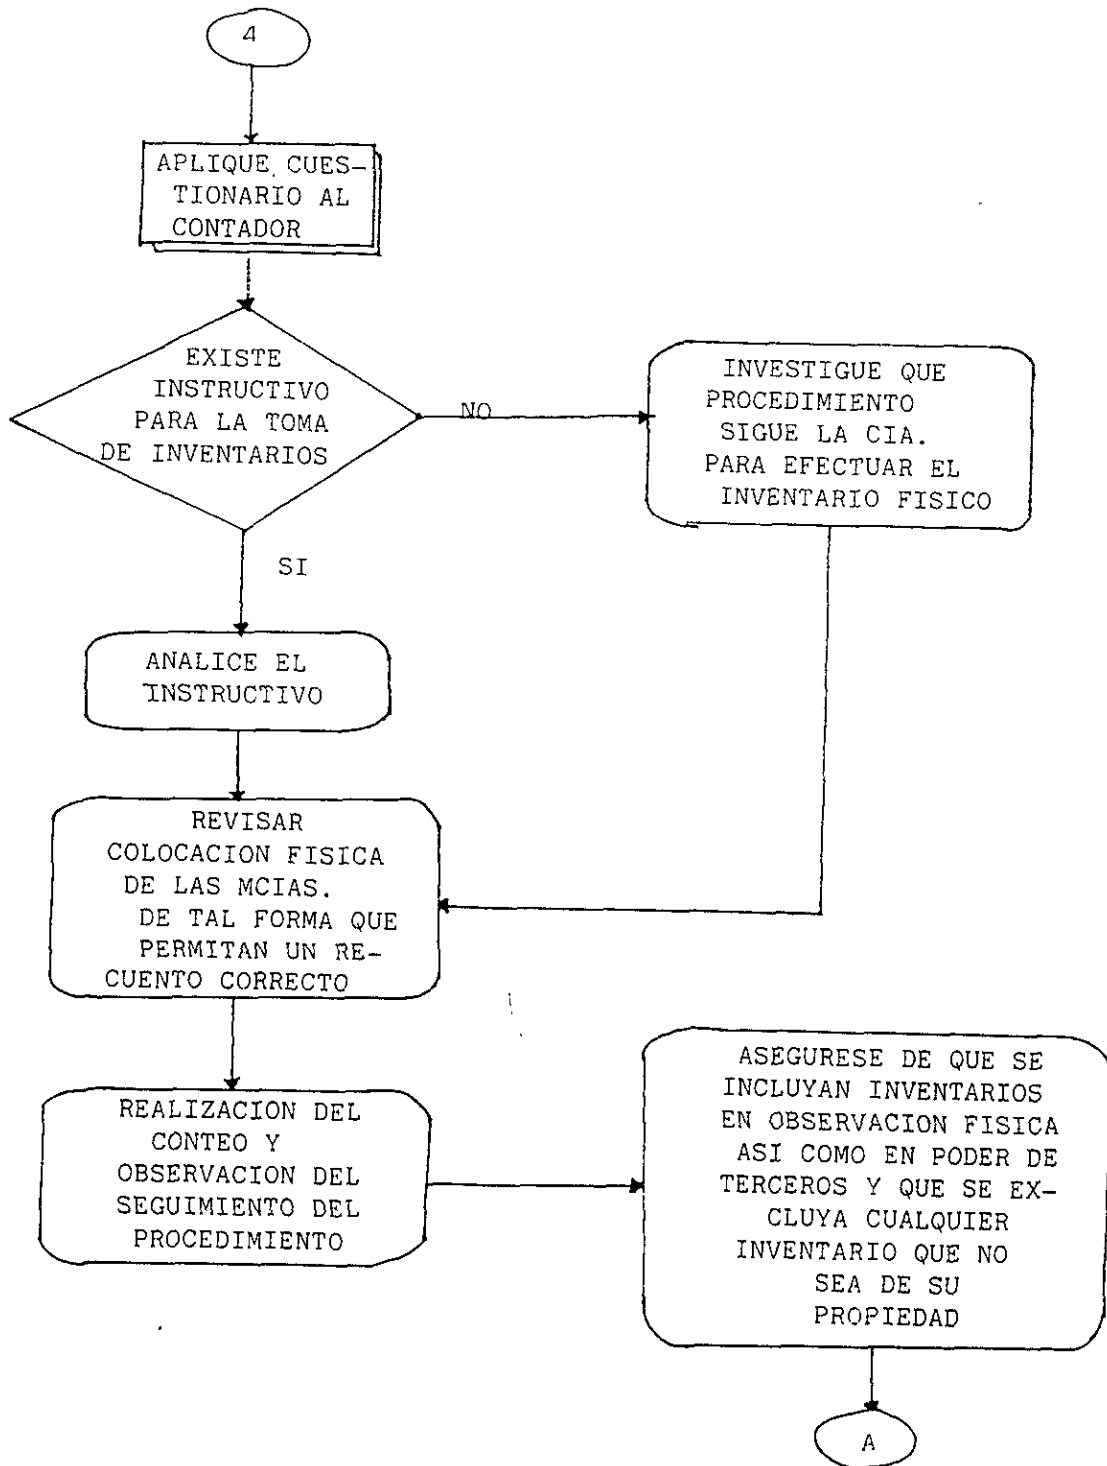 4
APLIQUE CUES-
TIONARIO AL
CONTADOR
EXISTE
INSTRUCTIVO
PARA LA TOMA
DE INVENTARIOS
NO
INVESTIGUE QUE
PROCEDIMIENTO
SIGUE LA CIA.
PARA EFECTUAR EL
INVENTARIO FISICO
SI
ANALICE EL
INSTRUCTIVO
REVISAR
COLOCACION FISICA
DE LAS MCIAS.
DE TAL FORMA QUE
PERMITAN UN RE-
CUENTO CORRECTO
REALIZACION DEL
CONTEO Y
OBSERVACION DEL
SEGUIMIENTO DEL
PROCEDIMIENTO
ASEGURESE DE QUE SE
INCLUYAN INVENTARIOS
EN OBSERVACION FISICA
ASI COMO EN PODER DE
TERCEROS Y QUE SE EX-
CLUYA CUALQUIER
INVENTARIO QUE NO
SEA DE SU
PROPIEDAD
A